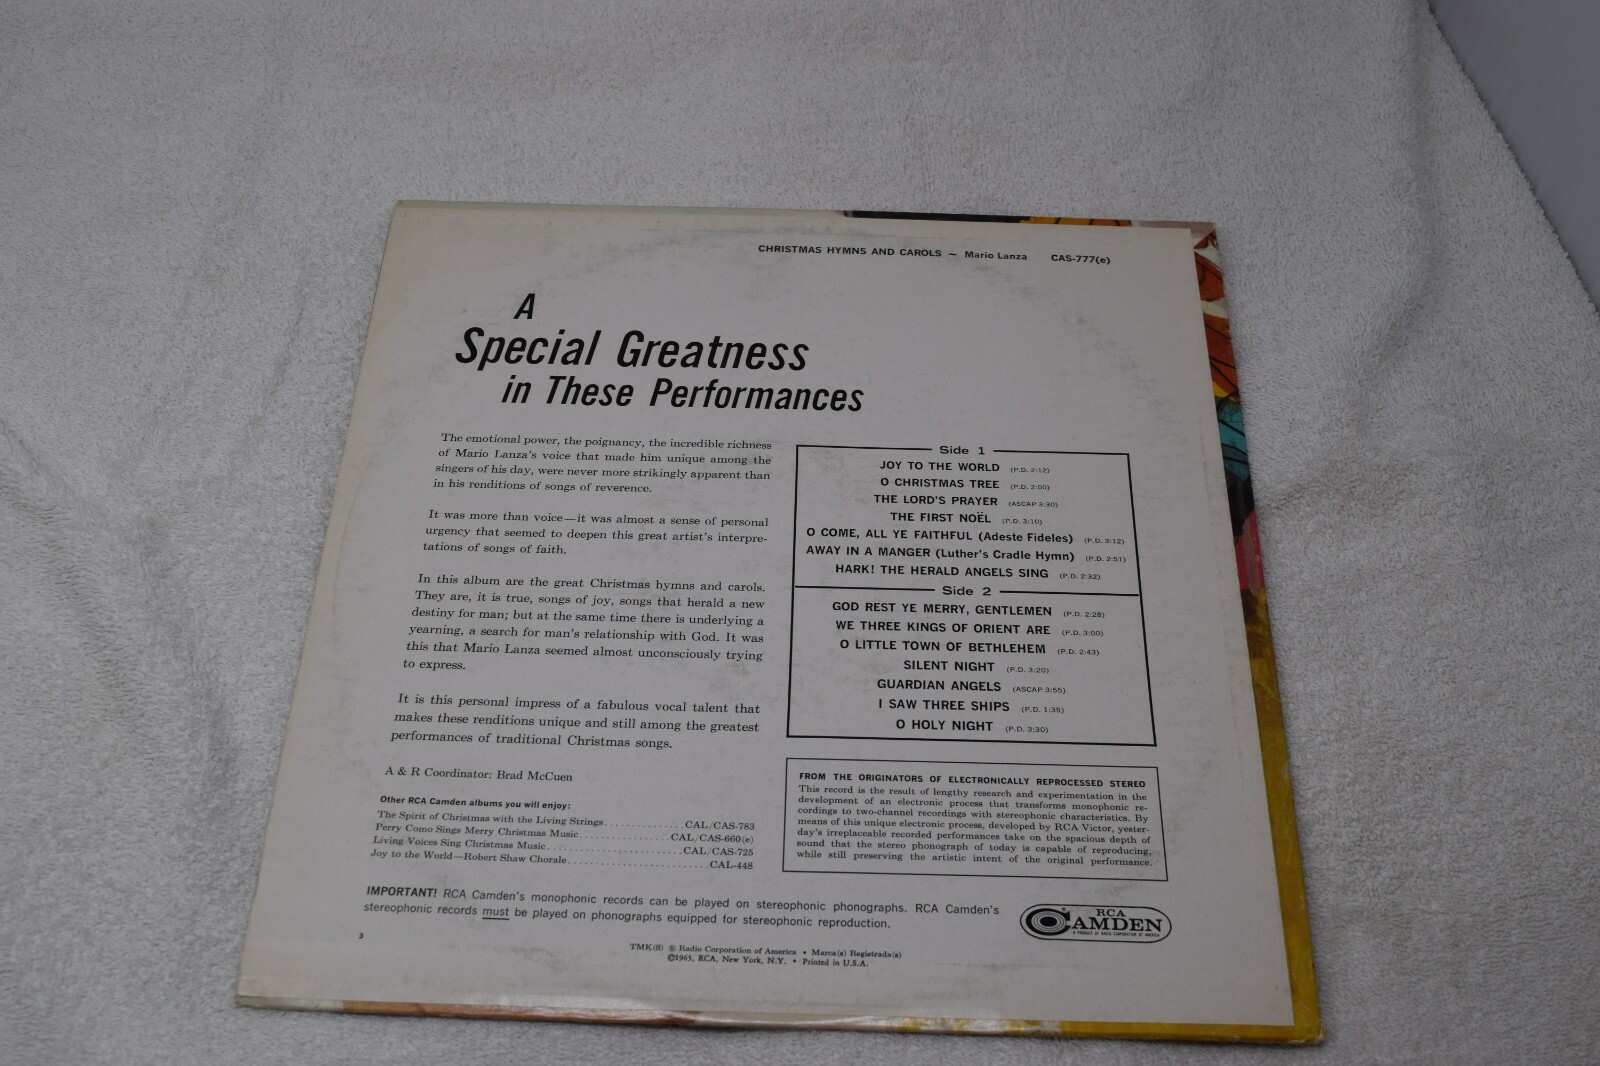 CHRISTMAS HYMNS AND CAROLS — Mario Lanza CAS-777(e)
A
Special Greatness
in These Performances
The emotional power, the poignancy, the incredible richness
of Mario Lanza's voice that made him unique among the
singers of his day, were never more strikingly apparent than
in his renditions of songs of reverence.
It was more than voice—it was almost a sense of personal
urgency that seemed to deepen this great artist's interpre-
tations of songs of faith.
In this album are the great Christmas hymns and carols.
They are, it is true, songs of joy, songs that herald a new
destiny for man; but at the same time there is underlying a
yearning, a search for man's relationship with God. It was
this that Mario Lanza seemed almost unconsciously trying
to express.
It is this personal impress of a fabulous vocal talent that
makes these renditions unique and still among the greatest
performances of traditional Christmas songs.
A & R Coordinator: Brad McCuen
Other RCA Camden albums you will enjoy:
The Spirit of Christmas with the Living Strings..............CAL/CAS-783
Perry Como Sings Merry Christmas Music................CAL/CAS-660(e)
Living Voices Sing Christmas Music.....................CAL/CAS-725
Joy to the World—Robert Shaw Chorale.........................CAL-448
Side 1
JOY TO THE WORLD (P.D. 2:12)
O CHRISTMAS TREE (P.D. 2:00)
THE LORD'S PRAYER (ASCAP 3:30)
THE FIRST NOËL (P.D. 3:10)
O COME, ALL YE FAITHFUL (Adeste Fideles) (P.D. 3:12)
AWAY IN A MANGER (Luther's Cradle Hymn) (P.D. 2:51)
HARK! THE HERALD ANGELS SING (P.D. 2:32)
Side 2
GOD REST YE MERRY, GENTLEMEN (P.D. 2:28)
WE THREE KINGS OF ORIENT ARE (P.D. 3:00)
O LITTLE TOWN OF BETHLEHEM (P.D. 2:43)
SILENT NIGHT (P.D. 3:20)
GUARDIAN ANGELS (ASCAP 3:55)
I SAW THREE SHIPS (P.D. 1:35)
O HOLY NIGHT (P.D. 3:30)
FROM THE ORIGINATORS OF ELECTRONICALLY REPROCESSED STEREO
This record is the result of lengthy research and experimentation in the
development of an electronic process that transforms monophonic re-
cordings to two-channel recordings with stereophonic characteristics. By
means of this unique electronic process, developed by RCA Victor, yester-
day's irreplaceable recorded performances take on the spacious depth of
sound that the stereo phonograph of today is capable of reproducing,
while still preserving the artistic intent of the original performance.
IMPORTANT! RCA Camden's monophonic records can be played on stereophonic phonographs. RCA Camden's
stereophonic records must be played on phonographs equipped for stereophonic reproduction.
RCA
CAMDEN
A PRODUCT OF RADIO CORPORATION OF AMERICA
3
TMK(S) ® Radio Corporation of America • Marca(s) Registrada(s)
©1963, RCA, New York, N.Y. • Printed in U.S.A.